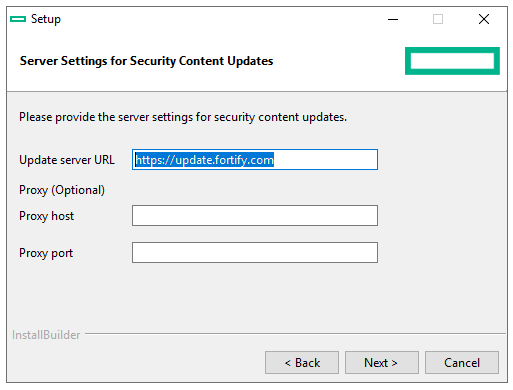 Setup
Server Settings for Security Content Updates
Please provide the server settings for security content updates.
Update server URL https://update.fortify.com
Proxy (Optional)
Proxy host
Proxy port
InstallBuilder
< Back Next > Cancel